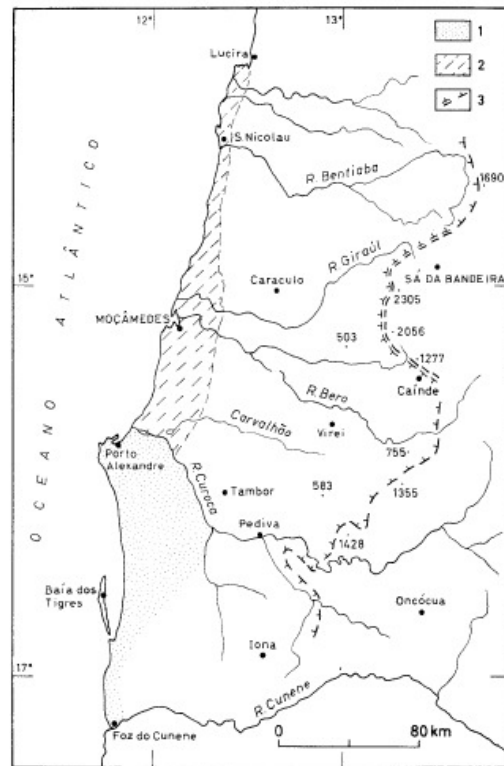 12°
13°
Lucira
1
2
3
S. Nicolau
R. Bentiaba
1690
OCEANO ATLÂNTICO
R. Giraúl
15°
SÁ DA BANDEIRA
Caraculo
2305
MOÇÂMEDES
503
2056
1277
Caínde
R. Bero
Carvalhão
Virei
755
Porto
Alexandre
R. Curoca
Tambor
583
1355
Pediva
1428
Baía dos
Tigres
Oncócua
Iona
17°
R. Cunene
Foz do Cunene
0 80 km